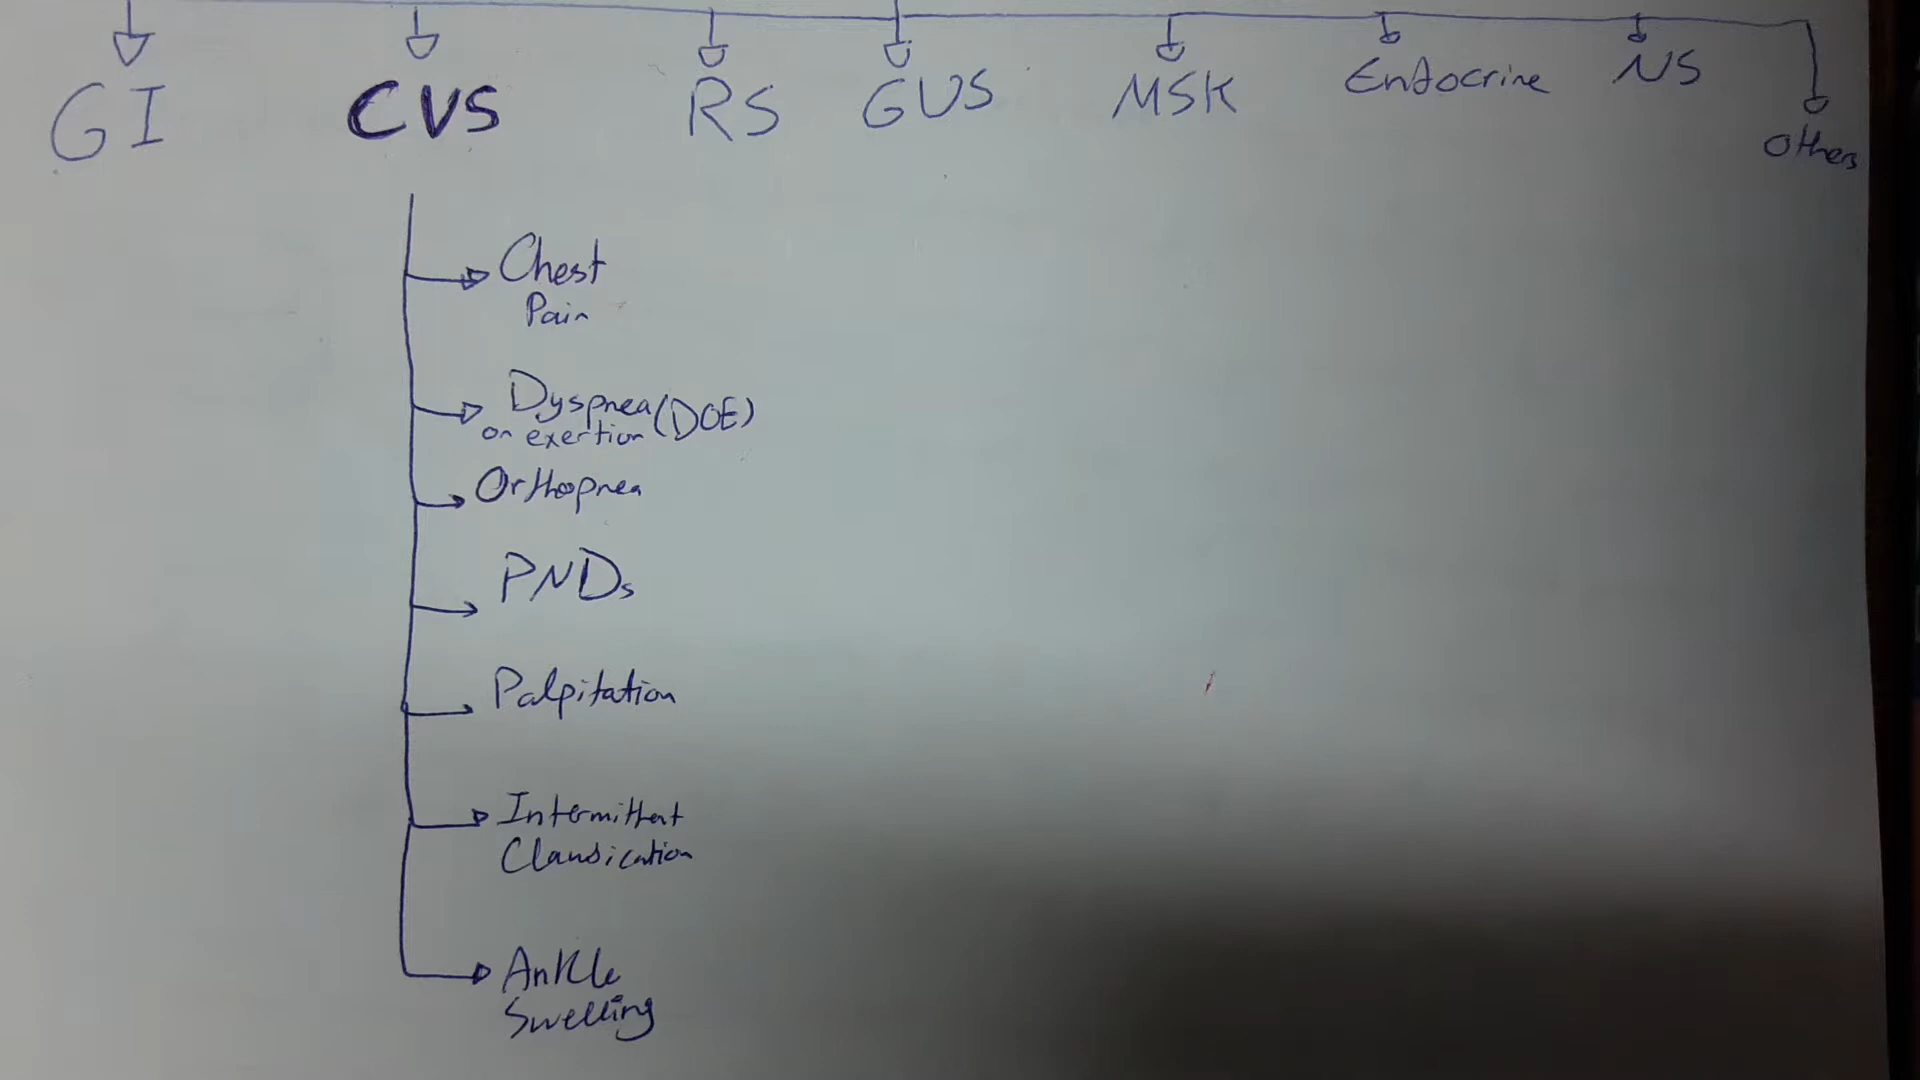 GI CVS RS GUS MSK Endocrine NS Others
Chest
Pain
Dyspnea (DOE)
on exertion
Orthopnea
PNDs
Palpitation
Intermittent
Claudication
Ankle
Swelling